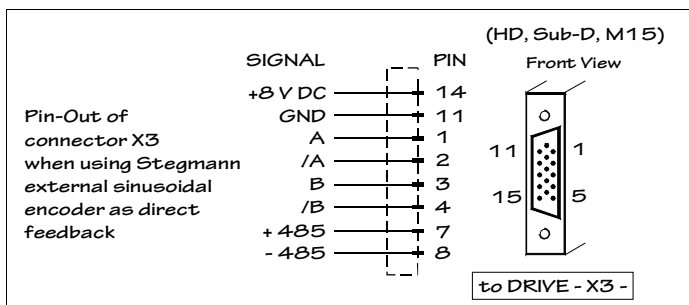 (HD, Sub-D, M15)
Front View
SIGNAL PIN
+8 V DC 14
GND 11
A 1
/A 2
B 3
/B 4
+ 485 7
- 485 8
Pin-Out of
connector X3
when using Stegmann
external sinusoidal
encoder as direct
feedback
11 1
15 5
to DRIVE - X3 -